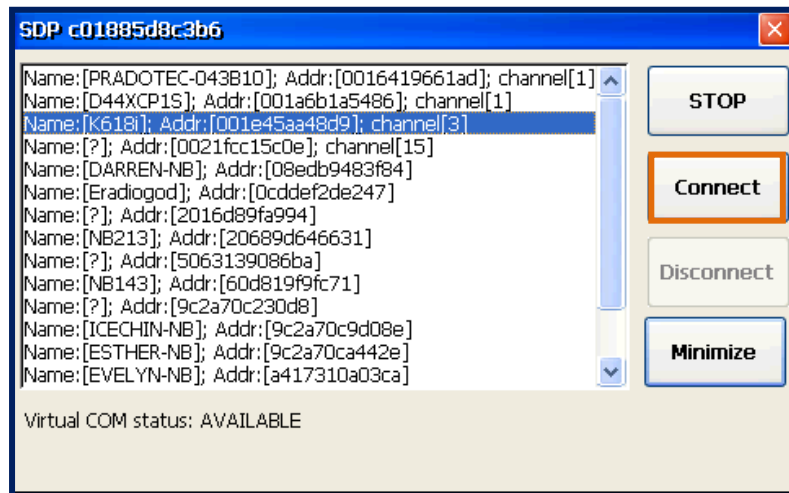 SDP c01885d8c3b6
Name:[PRADOTEC-043B10]; Addr:[0016419661ad]; channel[1]
Name:[D44XCP1S]; Addr:[001a6b1a5486]; channel[1]
Name:[K618i]; Addr:[001e45aa48d9]; channel[3]
Name:[?]; Addr:[0021fcc15c0e]; channel[15]
Name:[DARREN-NB]; Addr:[08edb9483f84]
Name:[Eradiogod]; Addr:[0cddef2de247]
Name:[?]; Addr:[2016d89fa994]
Name:[NB213]; Addr:[20689d646631]
Name:[?]; Addr:[5063139086ba]
Name:[NB143]; Addr:[60d819f9fc71]
Name:[?]; Addr:[9c2a70c230d8]
Name:[ICECHIN-NB]; Addr:[9c2a70c9d08e]
Name:[ESTHER-NB]; Addr:[9c2a70ca442e]
Name:[EVELYN-NB]; Addr:[a417310a03ca]
STOP
Connect
Disconnect
Minimize
Virtual COM status: AVAILABLE